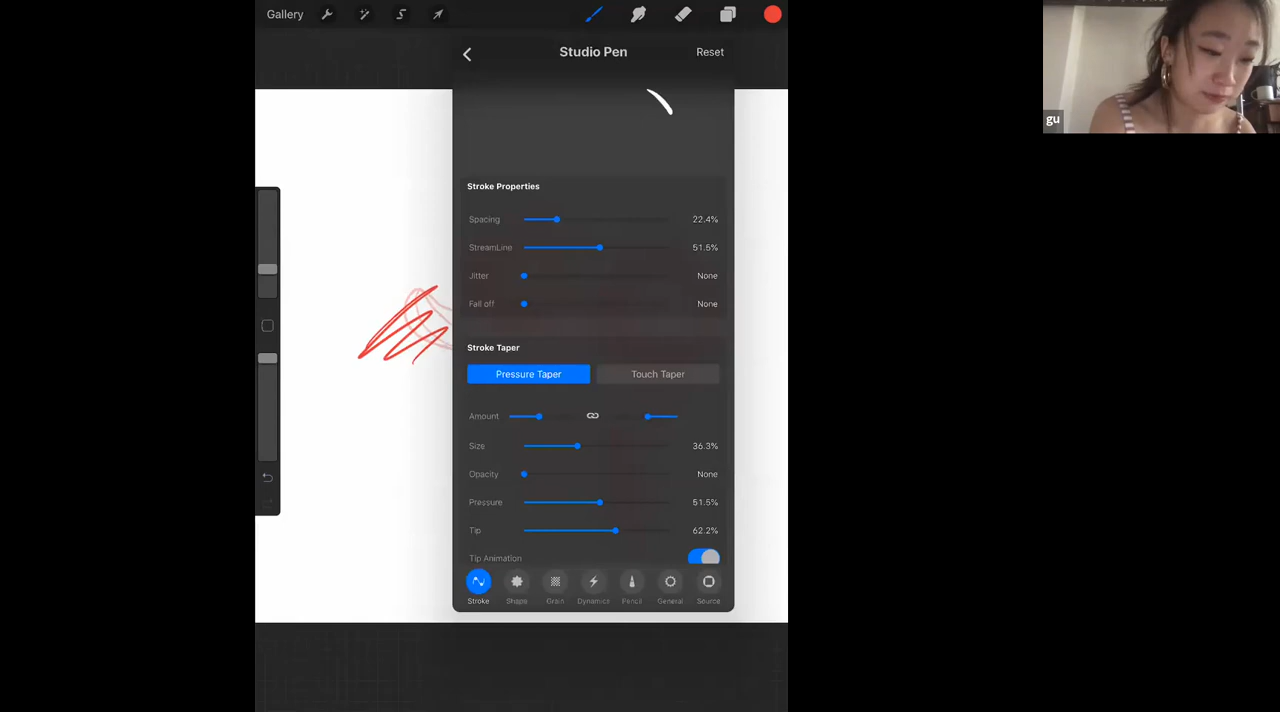 Gallery
Studio Pen
Reset
Stroke Properties
Spacing 22.4%
StreamLine 51.5%
Jitter None
Fall off None
Stroke Taper
Pressure Taper Touch Taper
Amount
Size 36.3%
Opacity None
Pressure 51.5%
Tip 62.2%
Tip Animation
Stroke Shape Grain Dynamics Pencil General Source
gu